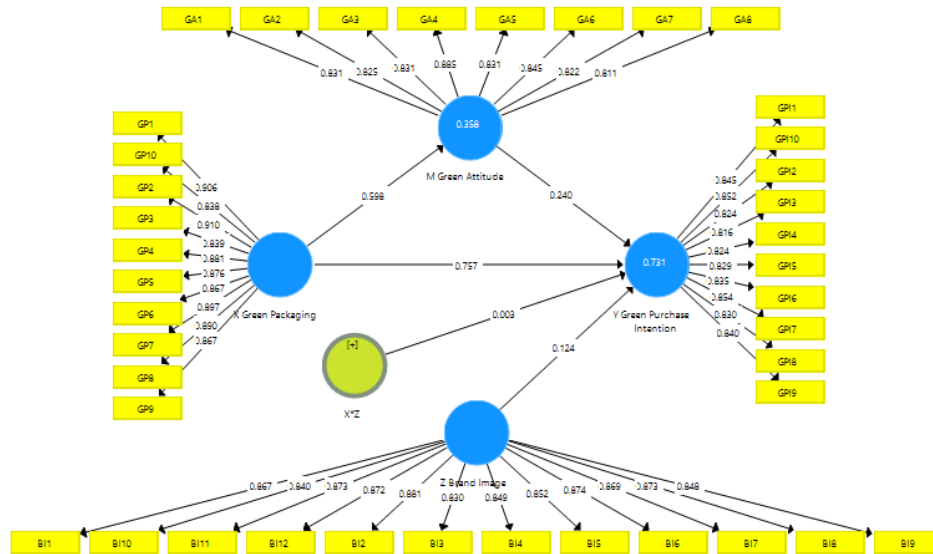 GA1 GA2 GA3 GA4 GA5 GA6 GA7 GA8
0.831 0.825 0.831 0.885 0.831 0.845 0.822 0.811
GP1
GP10
GP2
GP3
GP4
GP5
GP6
GP7
GP8
GP9
0.906
0.838
0.910
0.839
0.881
0.876
0.867
0.897
0.890
0.867
0.358
M Green Attitude
0.598
0.240
X Green Packaging
0.757
0.731
Y Green Purchase
Intention
0.003
[+]
X*Z
0.124
GPI1
GPI10
GPI2
GPI3
GPI4
GPI5
GPI6
GPI7
GPI8
GPI9
0.845
0.852
0.824
0.816
0.824
0.829
0.835
0.854
0.830
0.840
Z Brand Image
0.867 0.840 0.873 0.872 0.881 0.830 0.849 0.852 0.874 0.869 0.873 0.848
BI1 BI10 BI11 BI12 BI2 BI3 BI4 BI5 BI6 BI7 BI8 BI9